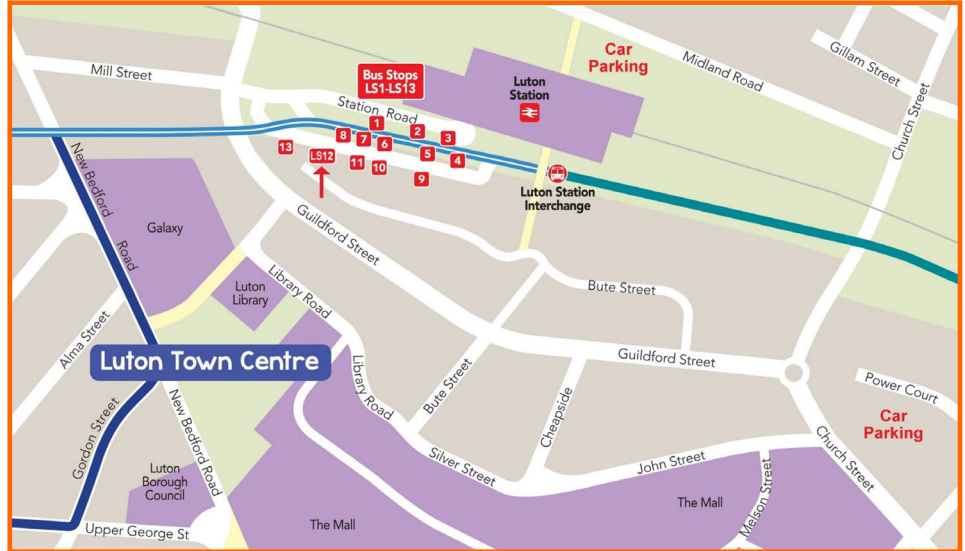 Mill Street
Bus Stops
LS1-LS13
Station Road
1
2
3
4
5
6
7
8
9
10
11
LS12
13
Luton
Station
Car
Parking
Midland Road
Gillam Street
Church Street
Luton Station
Interchange
New Bedford
Road
Galaxy
Guildford Street
Luton
Library
Library Road
Bute Street
Alma Street
Luton Town Centre
Library Road
Bute Street
Guildford Street
Cheapside
Power Court
Car
Parking
Gordon Street
New Bedford Road
Silver Street
John Street
Church Street
Luton
Borough
Council
Upper George St
The Mall
The Mall
Melson Street